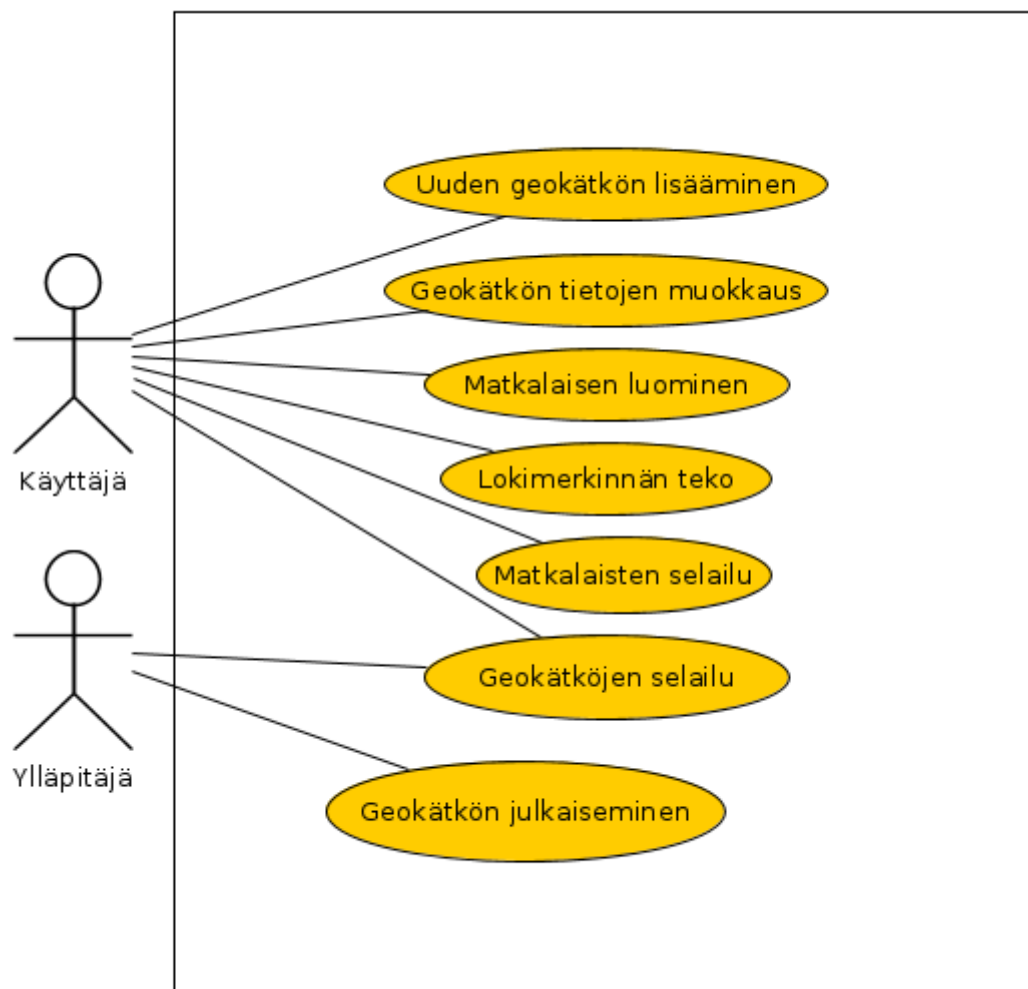 Uuden geokätkön lisääminen
Geokätkön tietojen muokkaus
Matkalaisen luominen
Lokimerkinnän teko
Käyttäjä
Matkalaisten selailu
Geokätköjen selailu
Ylläpitäjä
Geokätkön julkaiseminen